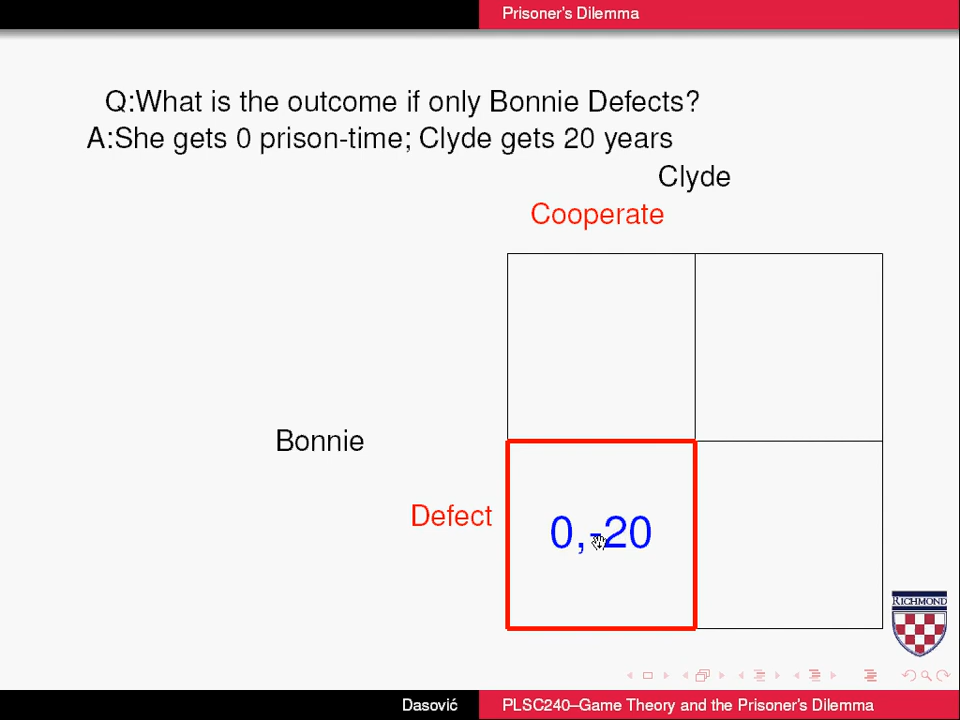 Prisoner's Dilemma
Q:What is the outcome if only Bonnie Defects?
A:She gets 0 prison-time; Clyde gets 20 years
Clyde
Cooperate
Bonnie
Defect
0,-20
RICHMOND
Dasović
PLSC240–Game Theory and the Prisoner's Dilemma